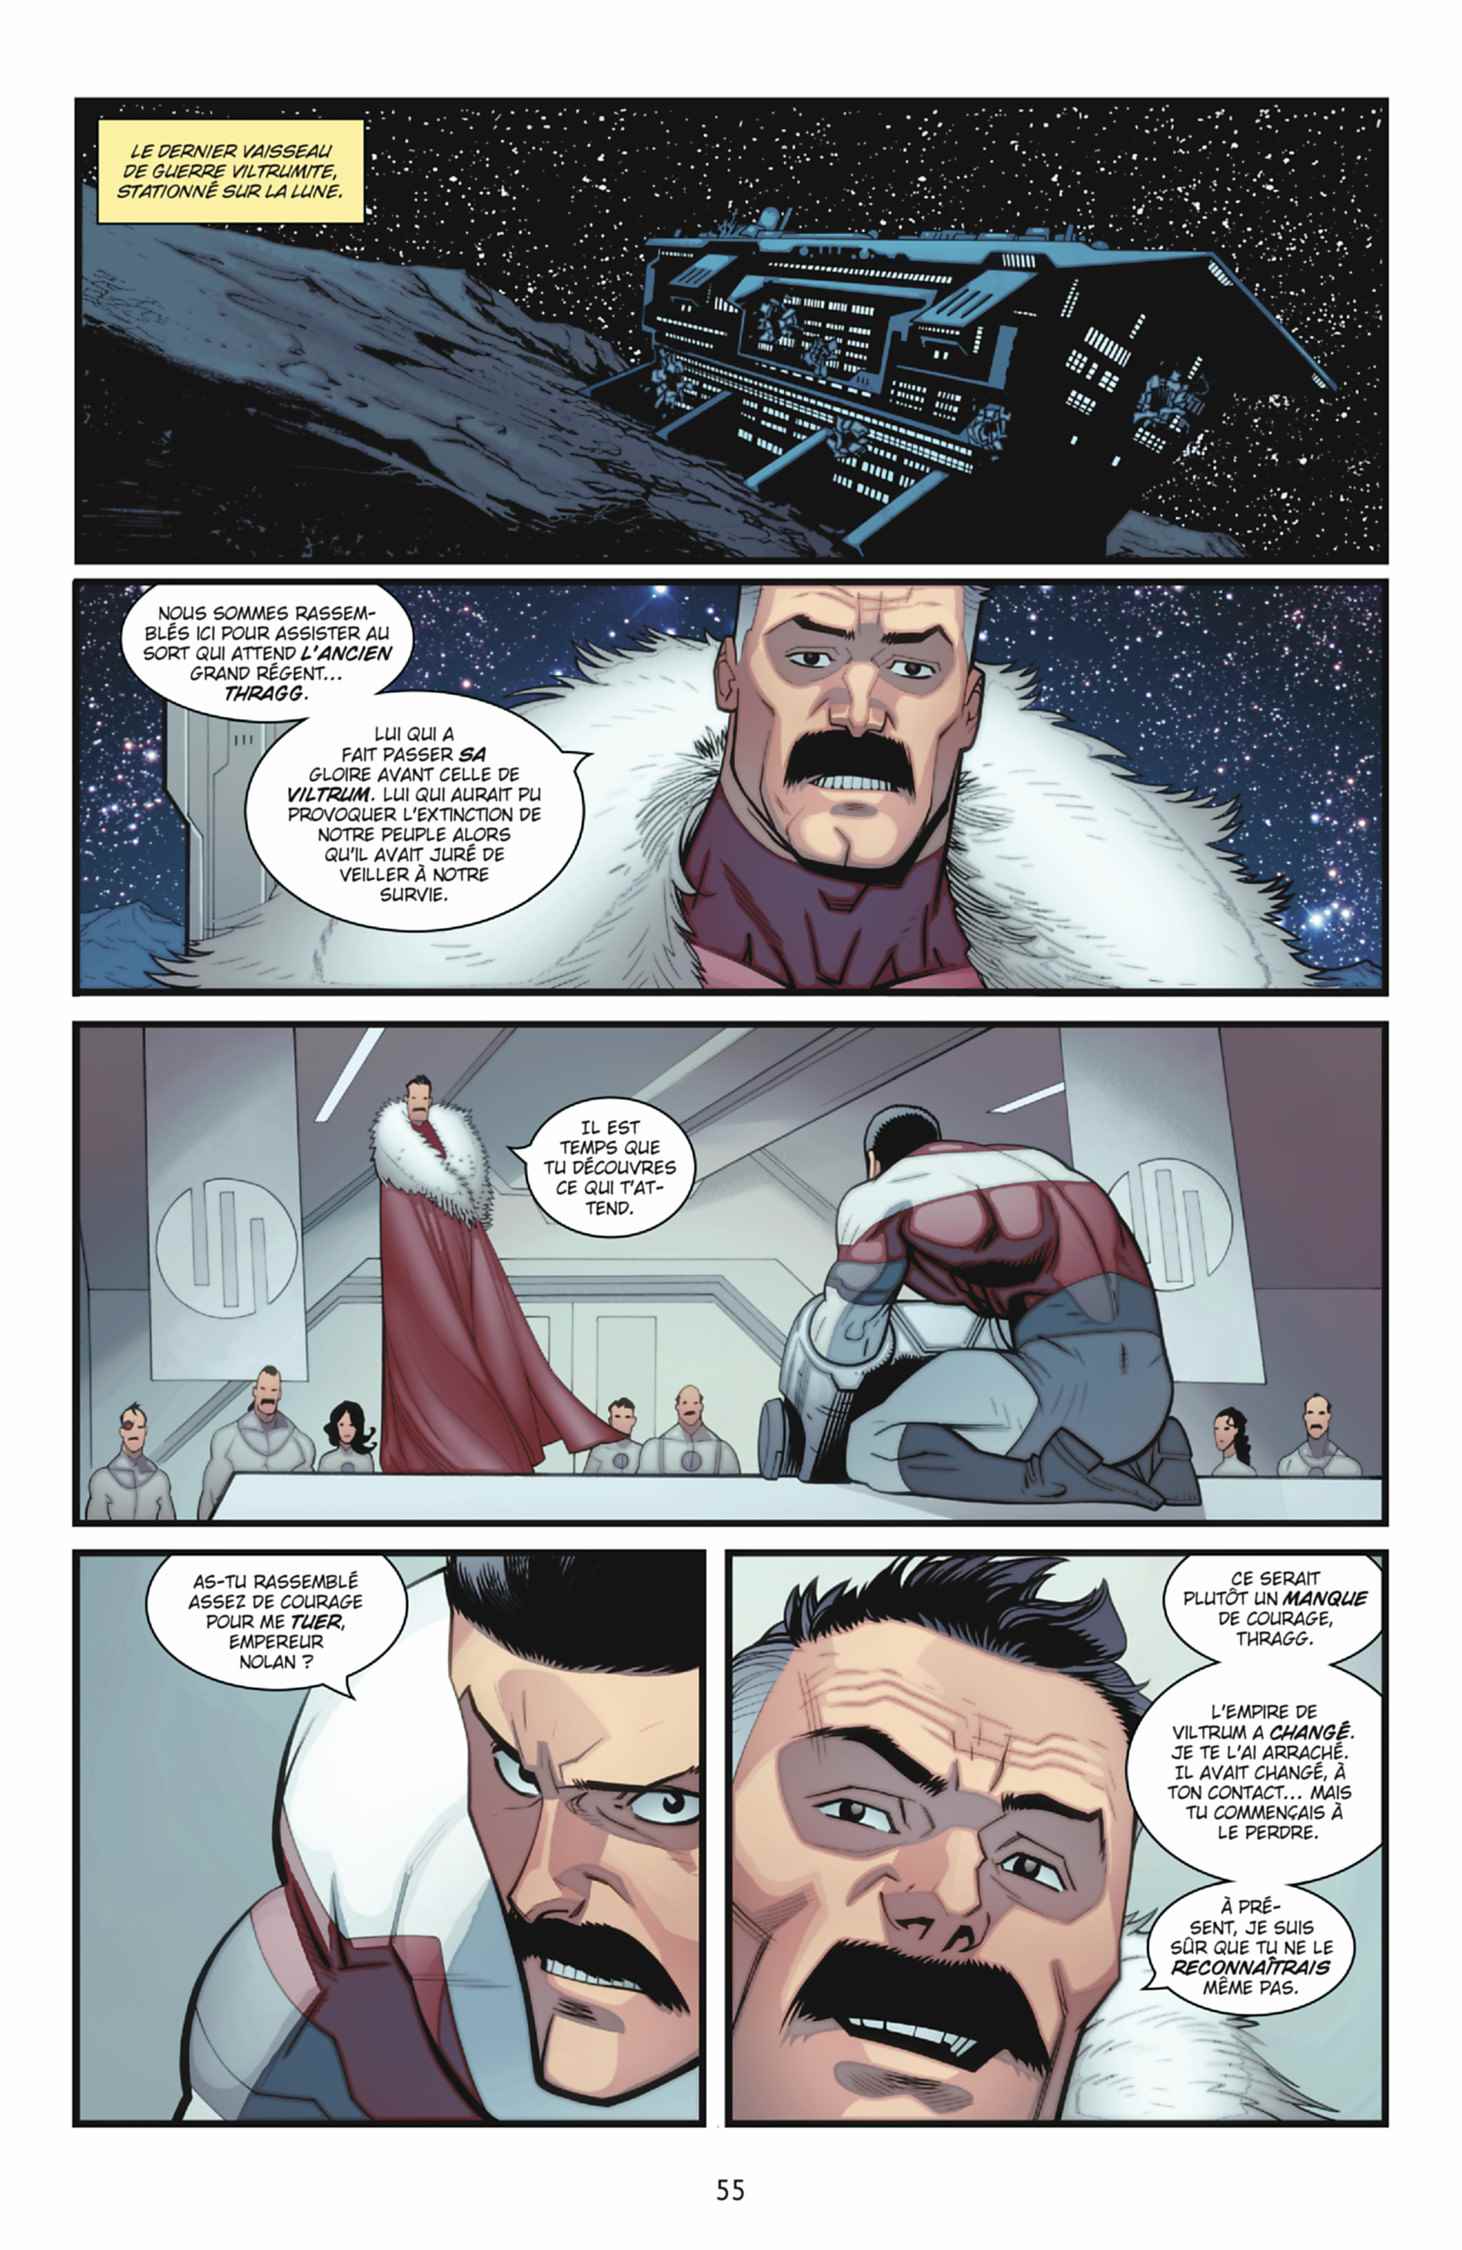 LE DERNIER VAISSEAU
DE GUERRE VILTRUMITE,
STATIONNÉ SUR LA LUNE.
NOUS SOMMES RASSEM-
BLÉS ICI POUR ASSISTER AU
SORT QUI ATTEND L'ANCIEN
GRAND RÉGENT...
THRAGG.
LUI QUI A
FAIT PASSER SA
GLOIRE AVANT CELLE DE
VILTRUM. LUI QUI AURAIT PU
PROVOQUER L'EXTINCTION DE
NOTRE PEUPLE ALORS
QU'IL AVAIT JURÉ DE
VEILLER À NOTRE
SURVIE.
IL EST
TEMPS QUE
TU DÉCOUVRES
CE QUI T'AT-
TEND.
AS-TU RASSEMBLÉ
ASSEZ DE COURAGE
POUR ME TUER,
EMPEREUR
NOLAN ?
CE SERAIT
PLUTÔT UN MANQUE
DE COURAGE,
THRAGG.
L'EMPIRE DE
VILTRUM A CHANGÉ.
JE TE L'AI ARRACHÉ.
IL AVAIT CHANGÉ, À
TON CONTACT... MAIS
TU COMMENÇAIS À
LE PERDRE.
À PRÉ-
SENT, JE SUIS
SÛR QUE TU NE LE
RECONNAÎTRAIS
MÊME PAS.
55